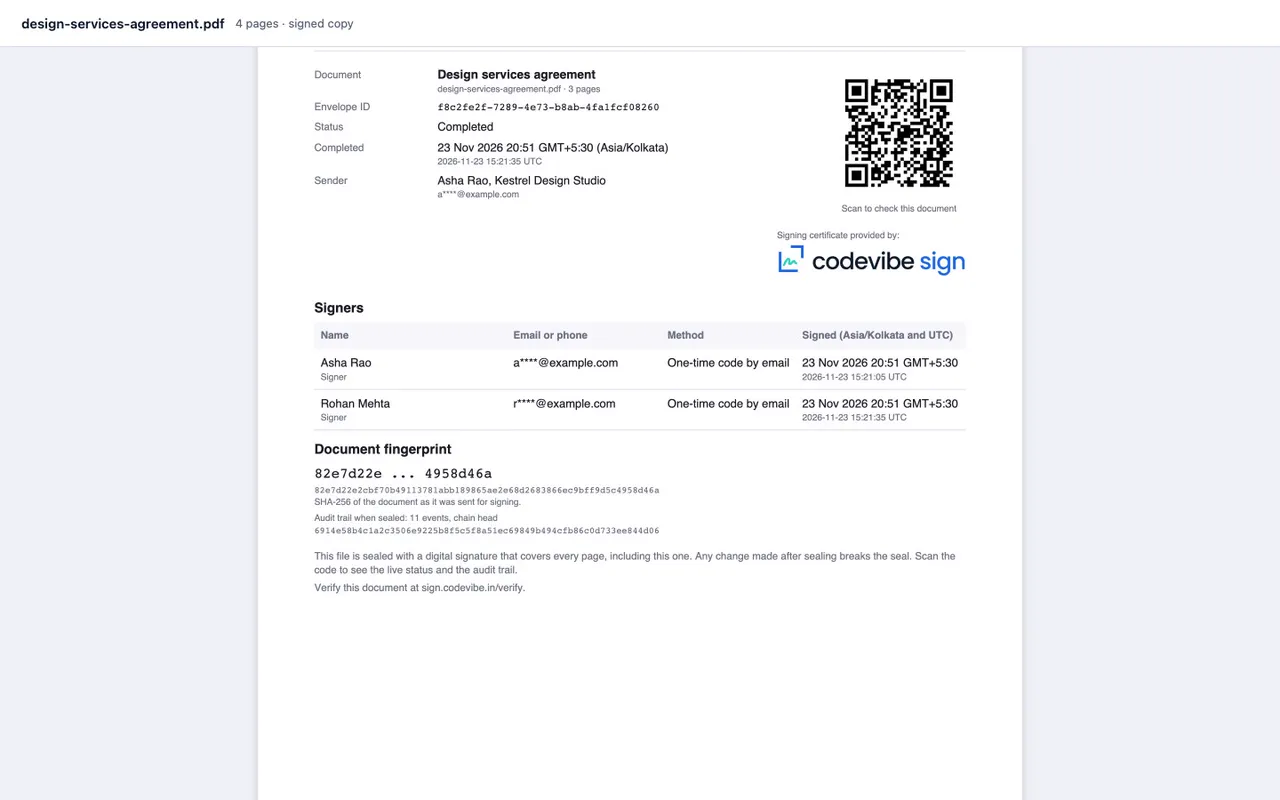 design-services-agreement.pdf 4 pages · signed copy
Document Design services agreement
design-services-agreement.pdf · 3 pages
Envelope ID f8c2fe2f-7289-4e73-b8ab-4fa1fcf08260
Status Completed
Completed 23 Nov 2026 20:51 GMT+5:30 (Asia/Kolkata)
2026-11-23 15:21:35 UTC
Sender Asha Rao, Kestrel Design Studio
a****@example.com
Scan to check this document
Signing certificate provided by:
codevibe sign
Signers
Name Email or phone Method Signed (Asia/Kolkata and UTC)
Asha Rao a****@example.com One-time code by email 23 Nov 2026 20:51 GMT+5:30
Signer 2026-11-23 15:21:05 UTC
Rohan Mehta r****@example.com One-time code by email 23 Nov 2026 20:51 GMT+5:30
Signer 2026-11-23 15:21:35 UTC
Document fingerprint
82e7d22e ... 4958d46a
82e7d22e2cbf70b49113781abb189865ae2e68d2683866ec9bff9d5c4958d46a
SHA-256 of the document as it was sent for signing.
Audit trail when sealed: 11 events, chain head
6914e58b4c1a2c3506e9225b8f5c5f8a51ec69849b494cfb86c0d733ee844d06
This file is sealed with a digital signature that covers every page, including this one. Any change made after sealing breaks the seal. Scan the
code to see the live status and the audit trail.
Verify this document at sign.codevibe.in/verify.